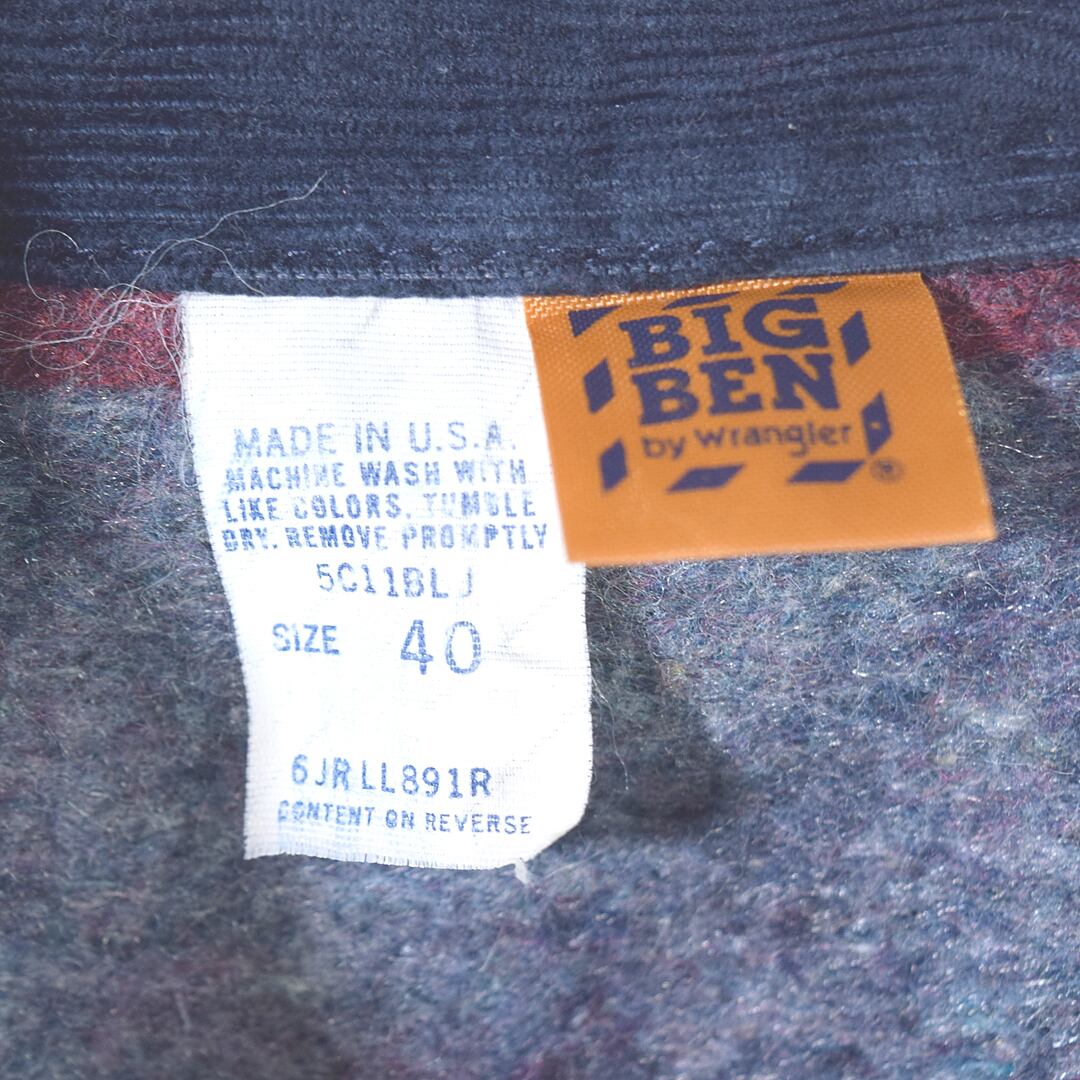 MADE IN U.S.A.
MACHINE WASH WITH
LIKE COLORS. TUMBLE
DRY. REMOVE PROMPTLY
5C11BLJ
SIZE 40
6JRLL891R
CONTENT ON REVERSE
BIG
BEN
by Wrangler
®